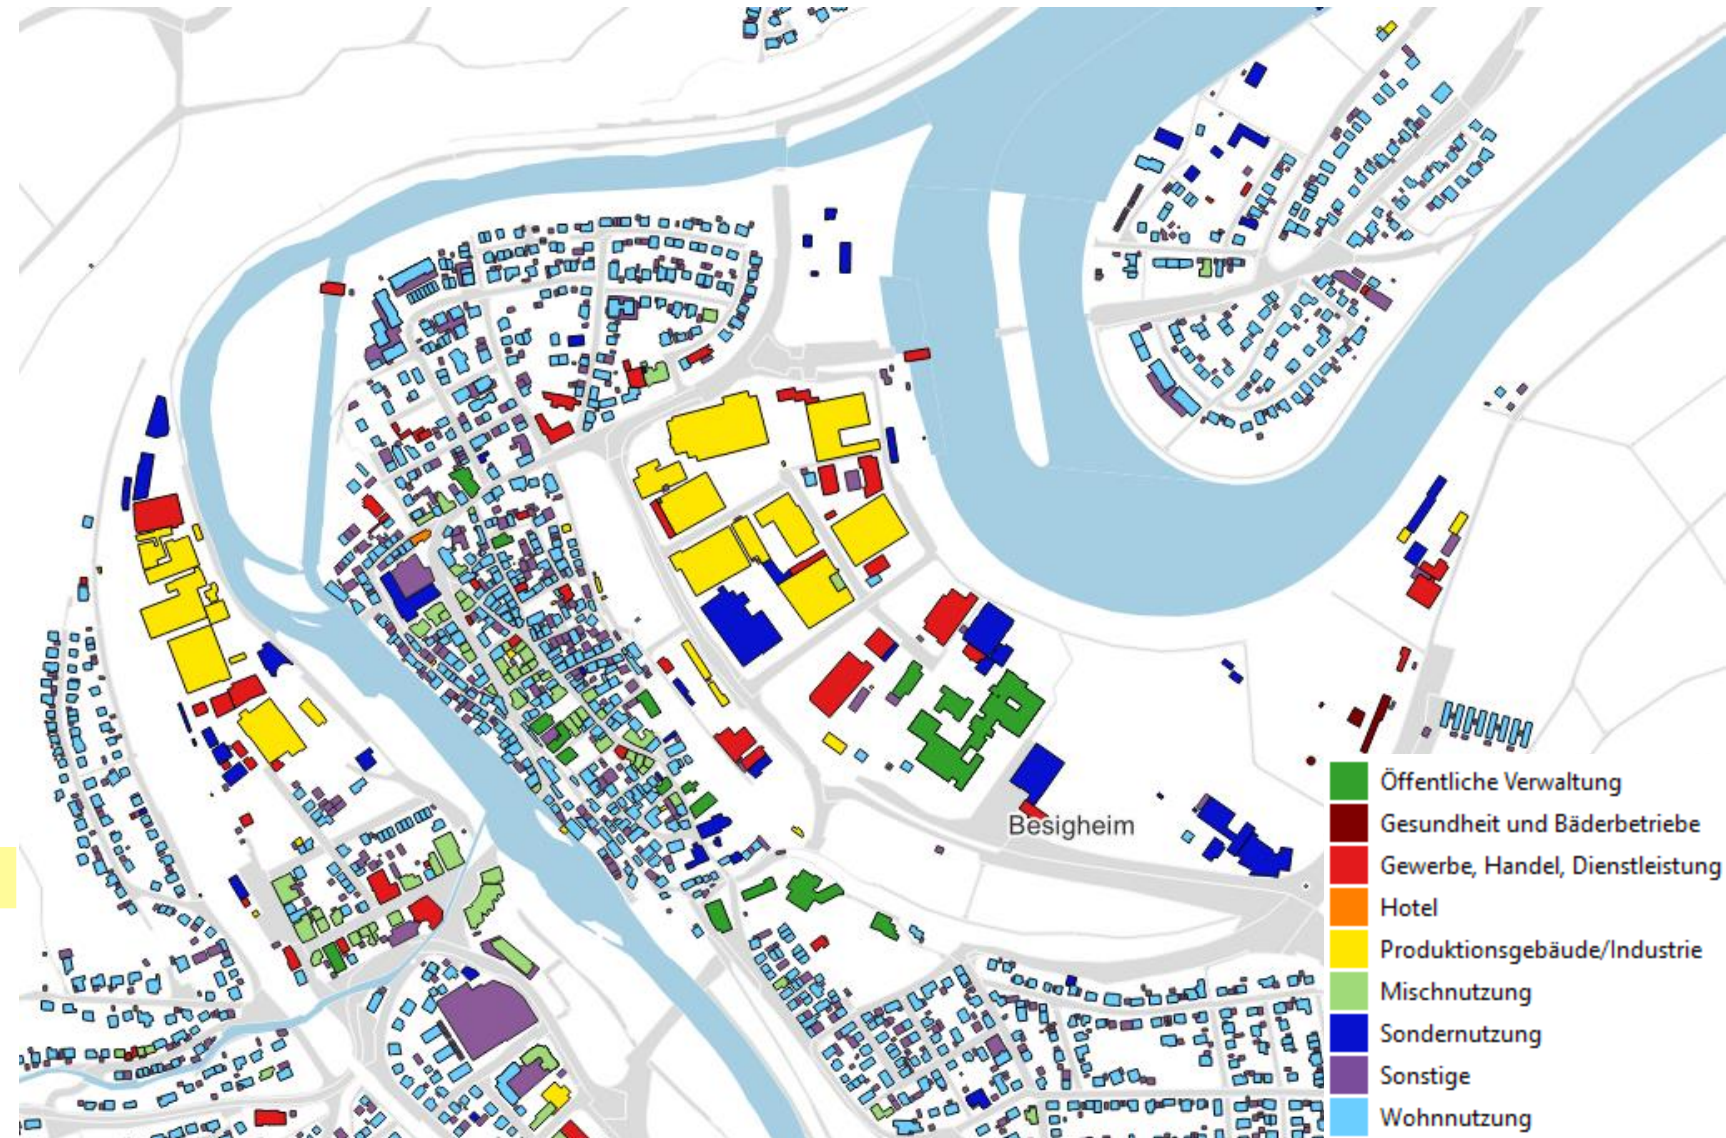 Besigheim
Öffentliche Verwaltung
Gesundheit und Bäderbetriebe
Gewerbe, Handel, Dienstleistung
Hotel
Produktionsgebäude/Industrie
Mischnutzung
Sondernutzung
Sonstige
Wohnnutzung